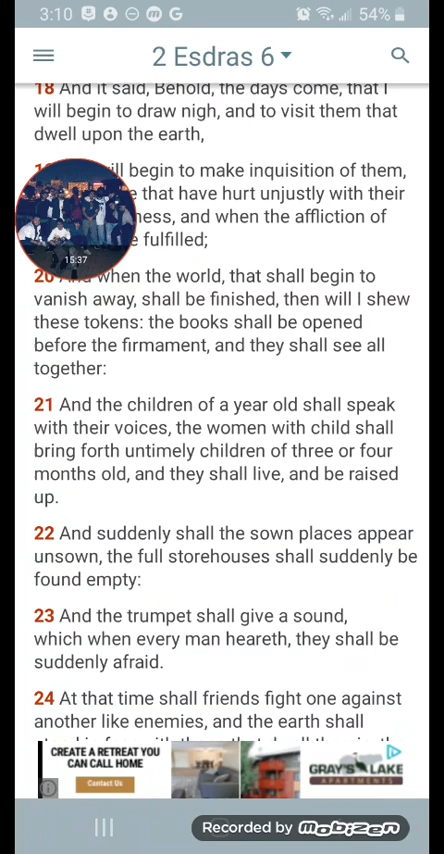 3:10 54%
2 Esdras 6
18 And it said, Behold, the days come, that I
will begin to draw nigh, and to visit them that
dwell upon the earth,
ill begin to make inquisition of them,
that have hurt unjustly with their
ness, and when the affliction of
fulfilled;
15:37
20 And when the world, that shall begin to
vanish away, shall be finished, then will I shew
these tokens: the books shall be opened
before the firmament, and they shall see all
together:
21 And the children of a year old shall speak
with their voices, the women with child shall
bring forth untimely children of three or four
months old, and they shall live, and be raised
up.
22 And suddenly shall the sown places appear
unsown, the full storehouses shall suddenly be
found empty:
23 And the trumpet shall give a sound,
which when every man heareth, they shall be
suddenly afraid.
24 At that time shall friends fight one against
another like enemies, and the earth shall
CREATE A RETREAT YOU
CAN CALL HOME
Contact Us
GRAY'S LAKE
APARTMENTS
Recorded by Mobizen